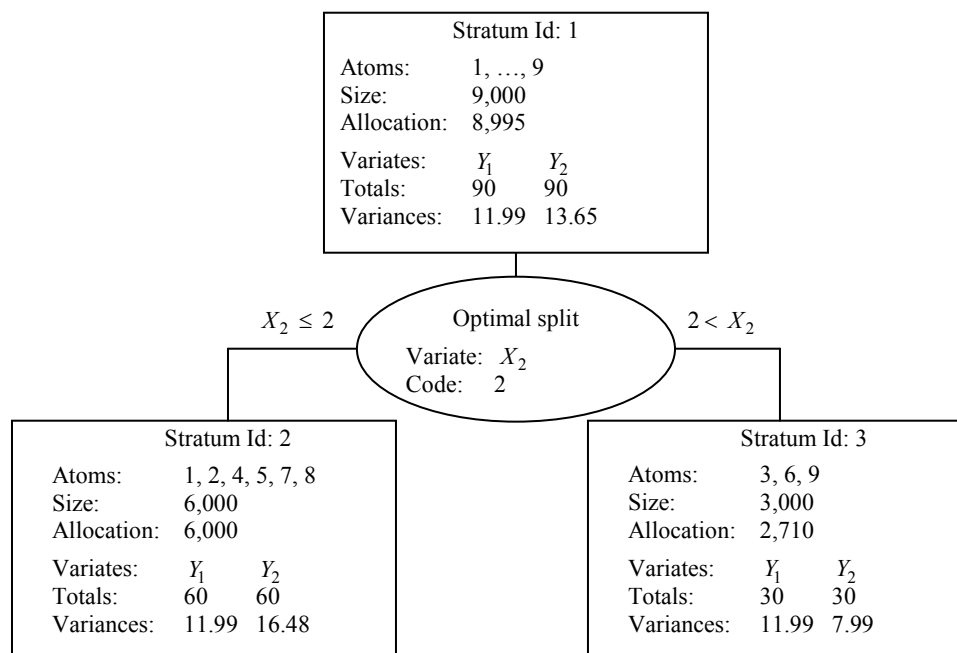 Stratum Id: 1
Atoms: 1, …, 9
Size: 9,000
Allocation: 8,995
Variates: Y₁ Y₂
Totals: 90 90
Variances: 11.99 13.65
X₂ ≤ 2
Optimal split
2 < X₂
Variate: X₂
Code: 2
Stratum Id: 2
Atoms: 1, 2, 4, 5, 7, 8
Size: 6,000
Allocation: 6,000
Variates: Y₁ Y₂
Totals: 60 60
Variances: 11.99 16.48
Stratum Id: 3
Atoms: 3, 6, 9
Size: 3,000
Allocation: 2,710
Variates: Y₁ Y₂
Totals: 30 30
Variances: 11.99 7.99